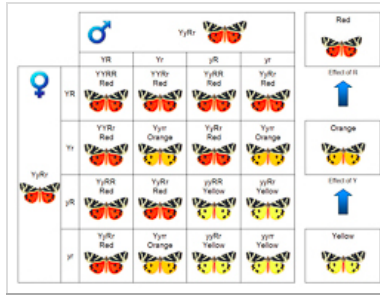 YyRr
Red
YR Yr yR yr
YR
YYRR YYRr YyRR YyRr
Red Red Red Red
Effect of R
Yr
YYRr Yyrr YyRr Yyrr
Red Orange Red Orange
Orange
YyRr
yR
YyRR YyRr yyRR yyRr
Red Red Yellow Yellow
Effect of Y
yr
YyRr Yyrr yyRr yyrr
Red Orange Yellow Yellow
Yellow